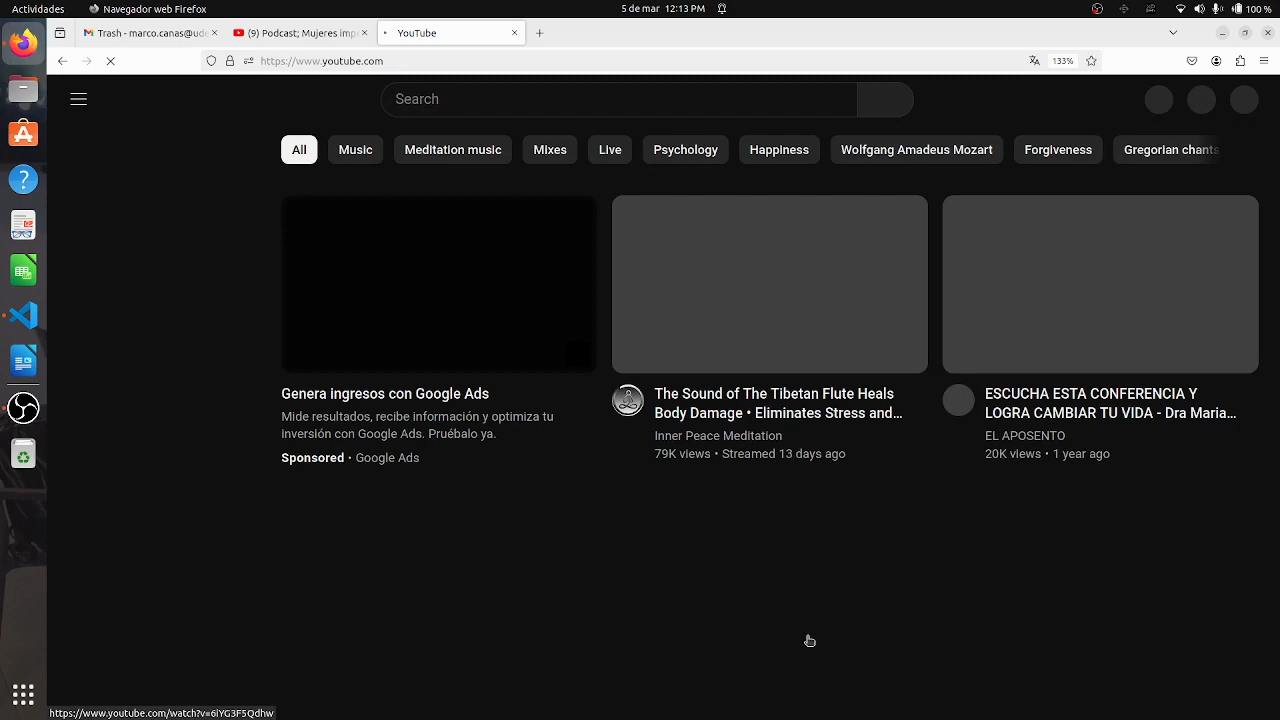 Actividades
Navegador web Firefox
5 de mar 12:13 PM
100 %
Trash - marco.canas@ude
(9) Podcast; Mujeres imp
YouTube
https://www.youtube.com
133%
Search
All
Music
Meditation music
Mixes
Live
Psychology
Happiness
Wolfgang Amadeus Mozart
Forgiveness
Gregorian chants
Genera ingresos con Google Ads
Mide resultados, recibe información y optimiza tu
inversión con Google Ads. Pruébalo ya.
Sponsored • Google Ads
The Sound of The Tibetan Flute Heals
Body Damage • Eliminates Stress and...
Inner Peace Meditation
79K views • Streamed 13 days ago
ESCUCHA ESTA CONFERENCIA Y
LOGRA CAMBIAR TU VIDA - Dra Maria...
EL APOSENTO
20K views • 1 year ago
https://www.youtube.com/watch?v=6iYG3F5Qdhw